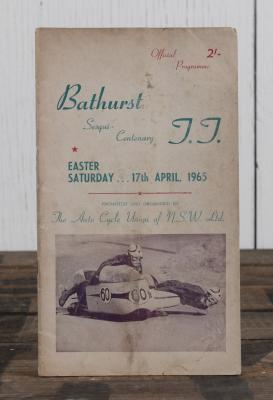 Official 2/-
Programme
Bathurst
Sesqui-
Centenary T.T.
EASTER
SATURDAY ... 17th APRIL, 1965
PROMOTED AND ORGANISED BY
The Auto Cycle Union of N.S.W. Ltd.
60 60